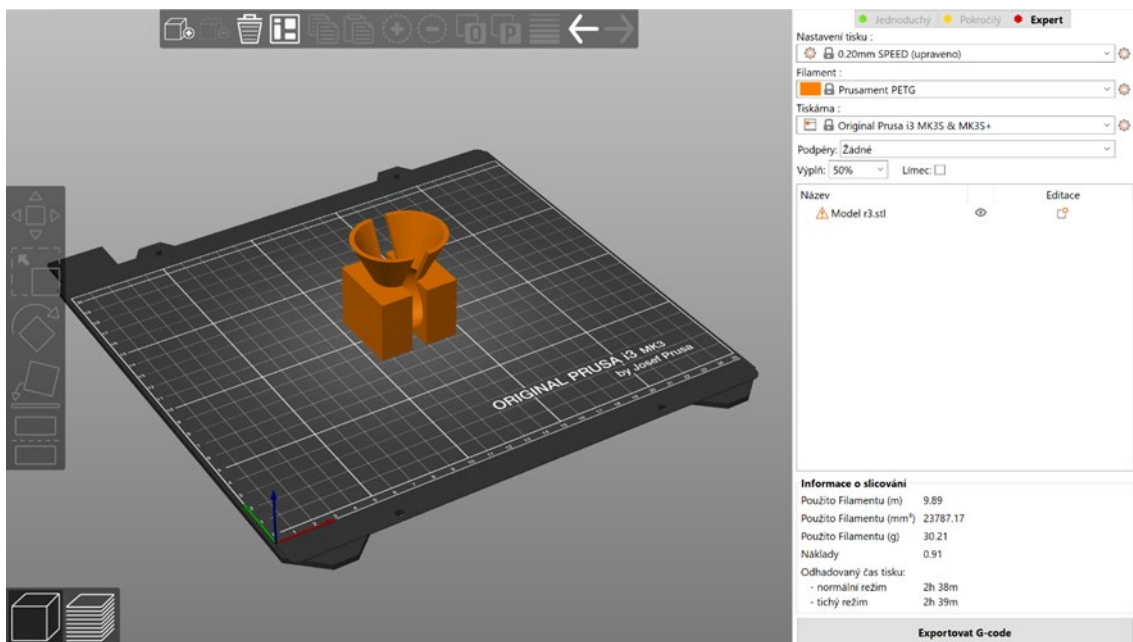 Jednoduchý Pokročilý Expert
Nastavení tisku :
0.20mm SPEED (upraveno)
Filament :
Prusament PETG
Tiskárna :
Original Prusa i3 MK3S & MK3S+
Podpěry: Žádné
Výplň: 50% Límec:
Název Editace
Model r3.stl
ORIGINAL PRUSA i3 MK3
by Josef Prusa
Informace o slicování
Použito Filamentu (m) 9.89
Použito Filamentu (mm³) 23787.17
Použito Filamentu (g) 30.21
Náklady 0.91
Odhadovaný čas tisku:
- normální režim 2h 38m
- tichý režim 2h 39m
Exportovat G-code